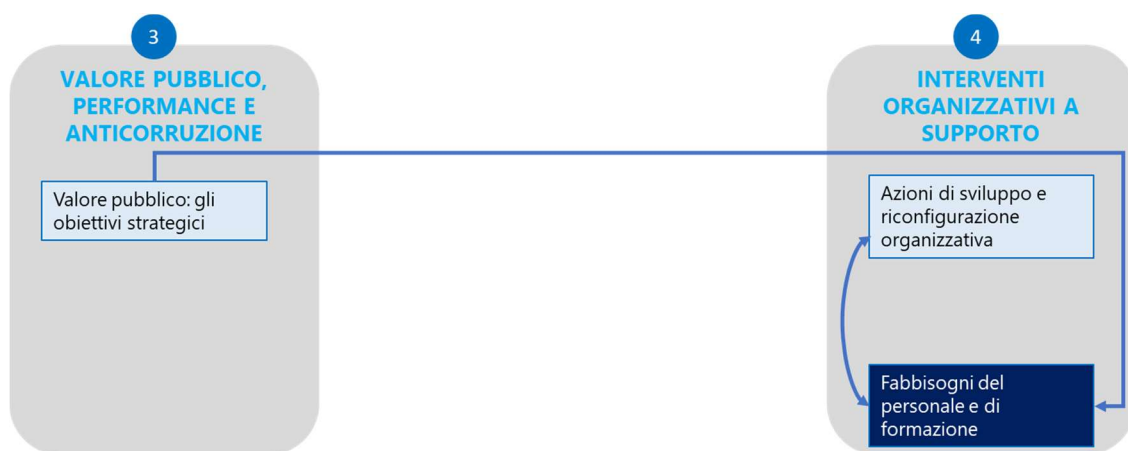 3
VALORE PUBBLICO,
PERFORMANCE E
ANTICORRUZIONE
Valore pubblico: gli
obiettivi strategici
4
INTERVENTI
ORGANIZZATIVI A
SUPPORTO
Azioni di sviluppo e
riconfigurazione
organizzativa
Fabbisogni del
personale e di
formazione